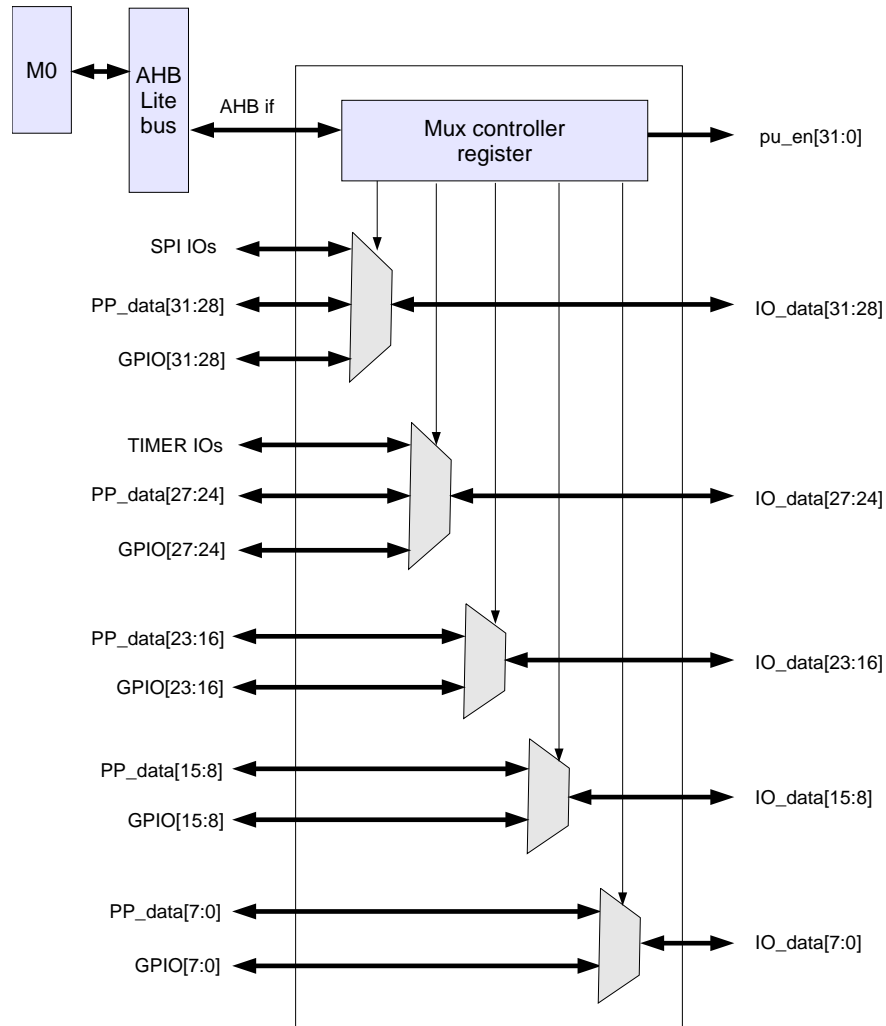 M0
AHB
Lite
bus
AHB if
Mux controller
register
pu_en[31:0]
SPI IOs
PP_data[31:28]
IO_data[31:28]
GPIO[31:28]
TIMER IOs
PP_data[27:24]
IO_data[27:24]
GPIO[27:24]
PP_data[23:16]
IO_data[23:16]
GPIO[23:16]
PP_data[15:8]
IO_data[15:8]
GPIO[15:8]
PP_data[7:0]
IO_data[7:0]
GPIO[7:0]